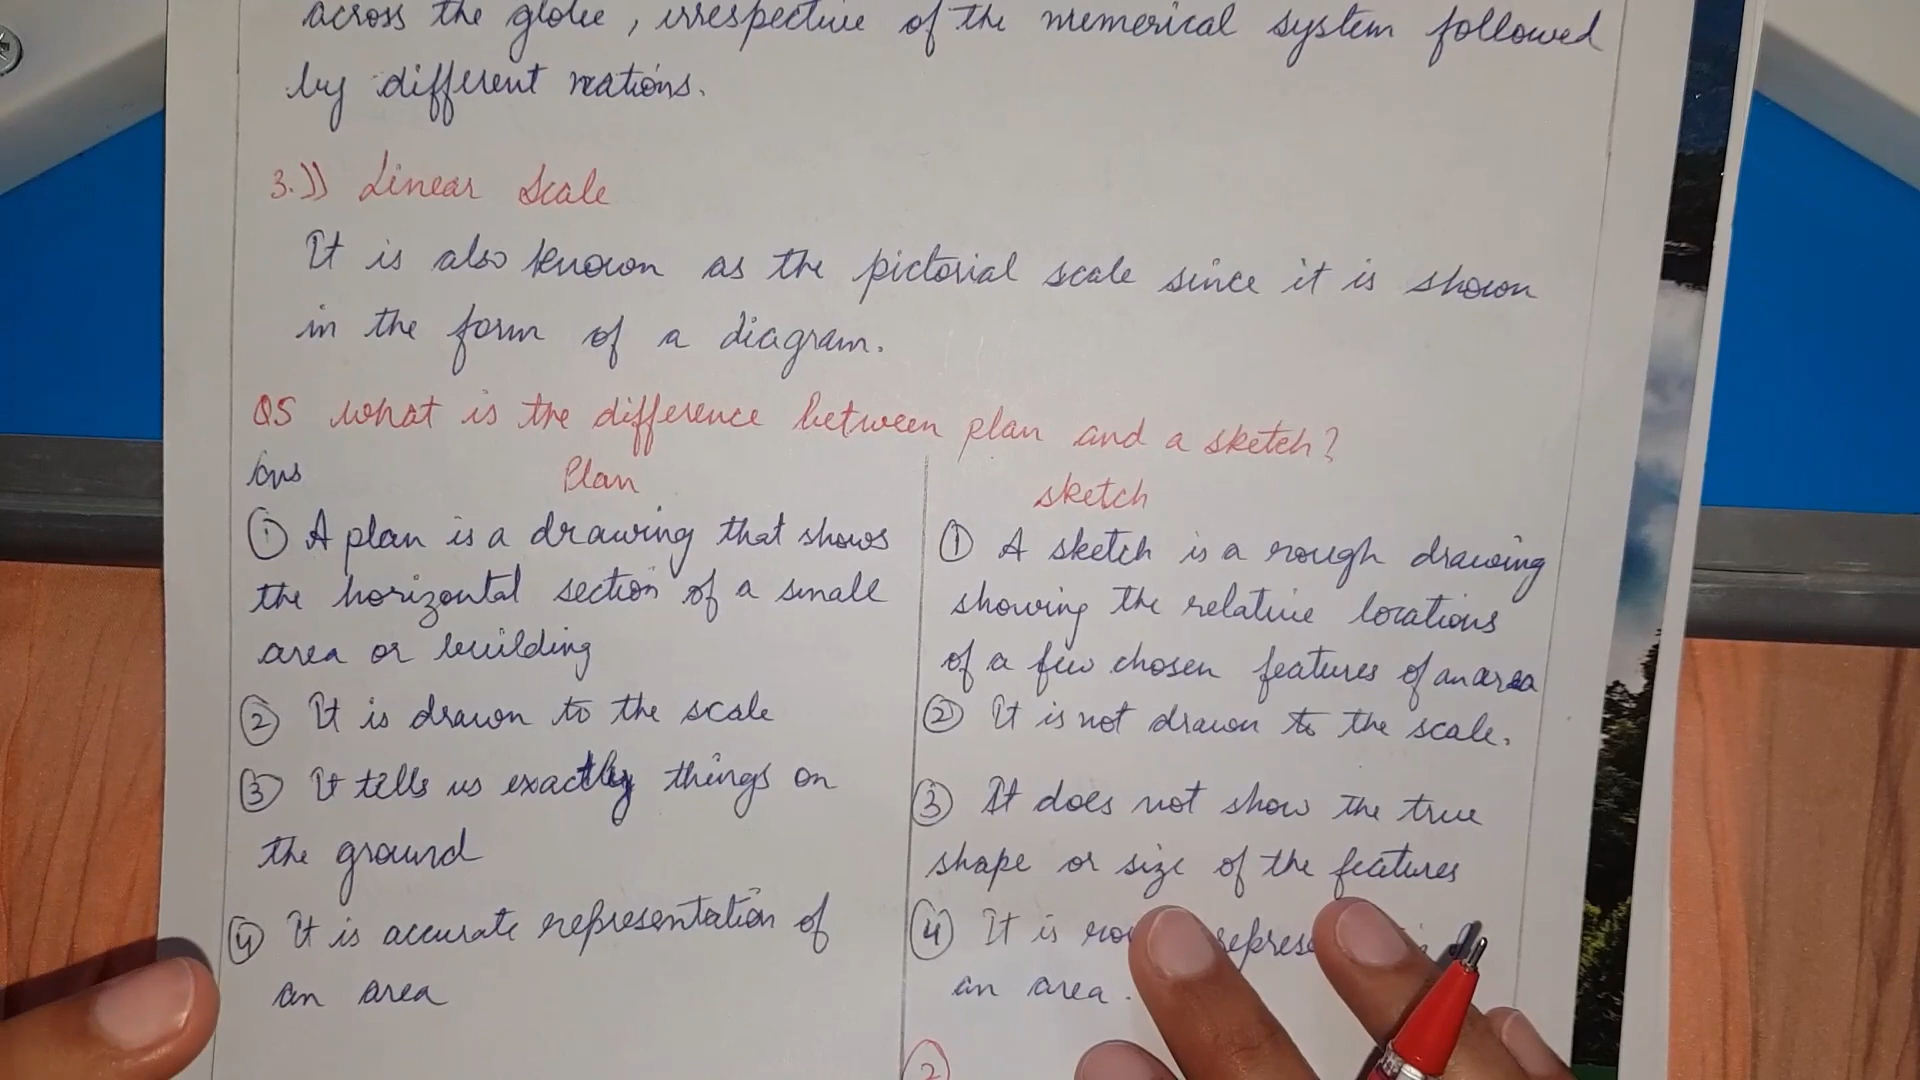 across the globe, irrespective of the numerical system followed
by different nations.
3.)) Linear Scale
It is also known as the pictorial scale since it is shown
in the form of a diagram.
Q5 what is the difference between plan and a sketch?
Ans
Plan
① A plan is a drawing that shows
the horizontal section of a small
area or building
② It is drawn to the scale
③ It tells us exactly things on
the ground
④ It is accurate representation of
an area
sketch
① A sketch is a rough drawing
showing the relative locations
of a few chosen features of an area
② It is not drawn to the scale.
③ It does not show the true
shape or size of the features
④ It is
an area.
2